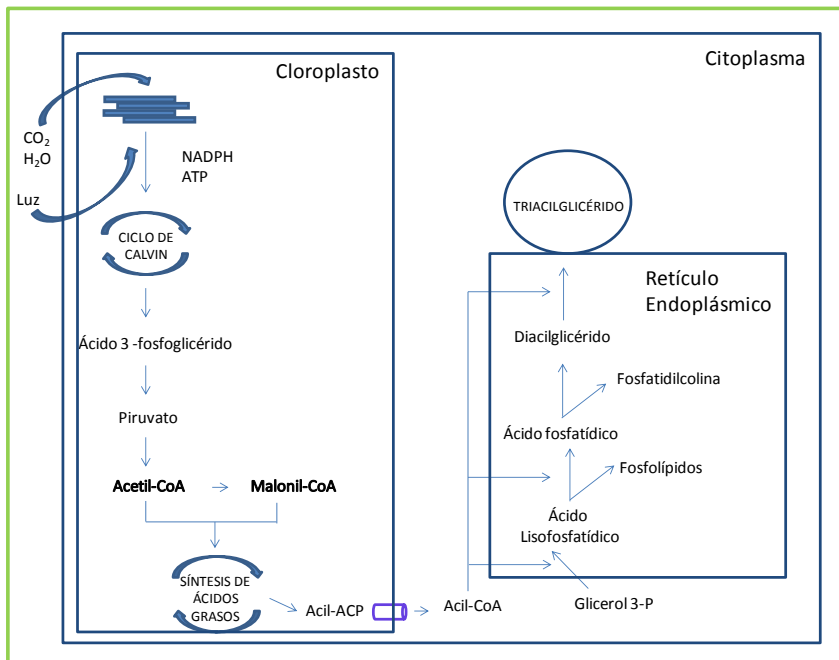 Cloroplasto
Citoplasma
CO₂
H₂O
NADPH
ATP
Luz
CICLO DE
CALVIN
Ácido 3 -fosfoglicérido
Piruvato
Acetil-CoA
Malonil-CoA
SÍNTESIS DE
ÁCIDOS
GRASOS
Acil-ACP
Acil-CoA
Glicerol 3-P
TRIACILGLICÉRIDO
Retículo
Endoplásmico
Diacilglicérido
Fosfatidilcolina
Ácido fosfatídico
Fosfolípidos
Ácido
Lisofosfatídico